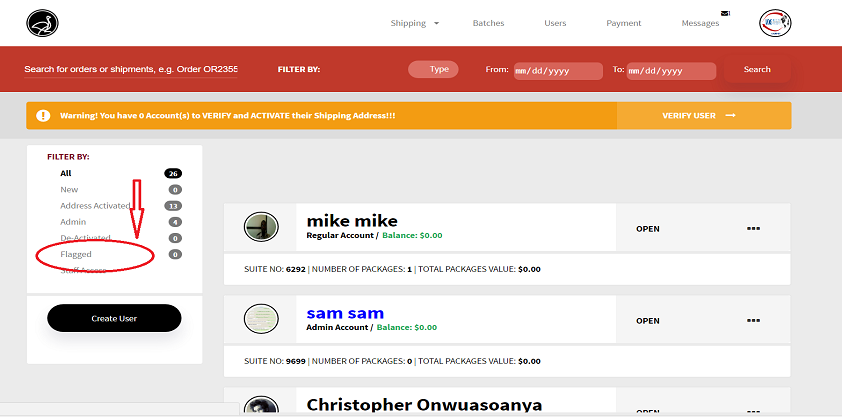 Shipping Batches Users Payment Messages
Search for orders or shipments, e.g. Order OR2355 FILTER BY: Type From: mm/dd/yyyy To: mm/dd/yyyy Search
Warning! You have 0 Account(s) to VERIFY and ACTIVATE their Shipping Address!!! VERIFY USER
FILTER BY:
All 26
New 0
Address Activated 13
Admin 4
De-Activated 0
Flagged 0
Staff Access
Create User
mike mike
Regular Account / Balance: $0.00
OPEN
SUITE NO: 6292 | NUMBER OF PACKAGES: 1 | TOTAL PACKAGES VALUE: $0.00
sam sam
Admin Account / Balance: $0.00
OPEN
SUITE NO: 9699 | NUMBER OF PACKAGES: 0 | TOTAL PACKAGES VALUE: $0.00
Christopher Onwuasoanya
OPEN